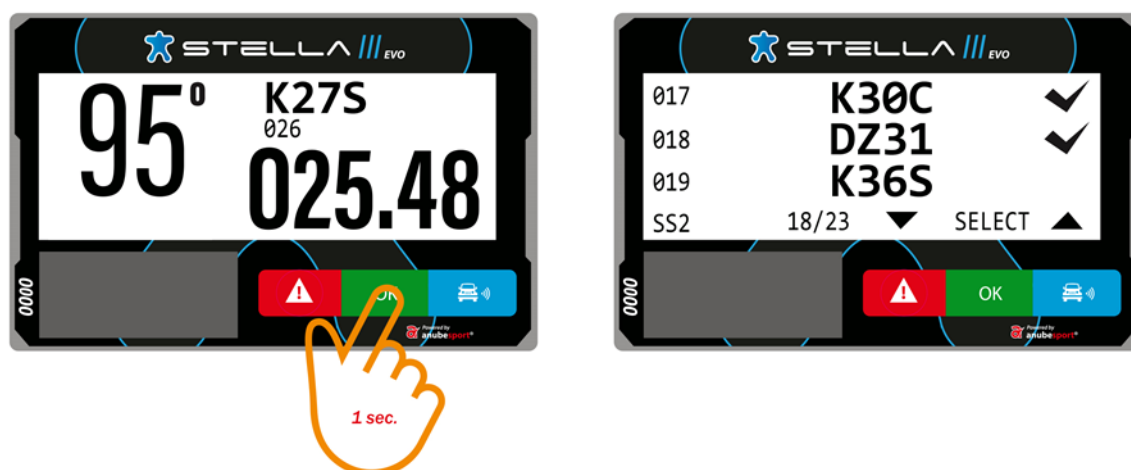 STELLA III EVO
95° K27S
026
025.48
0000
OK
Powered by
anubesport®
1 sec.
STELLA III EVO
017 K30C
018 DZ31
019 K36S
SS2 18/23 SELECT
0000
OK
Powered by
anubesport®